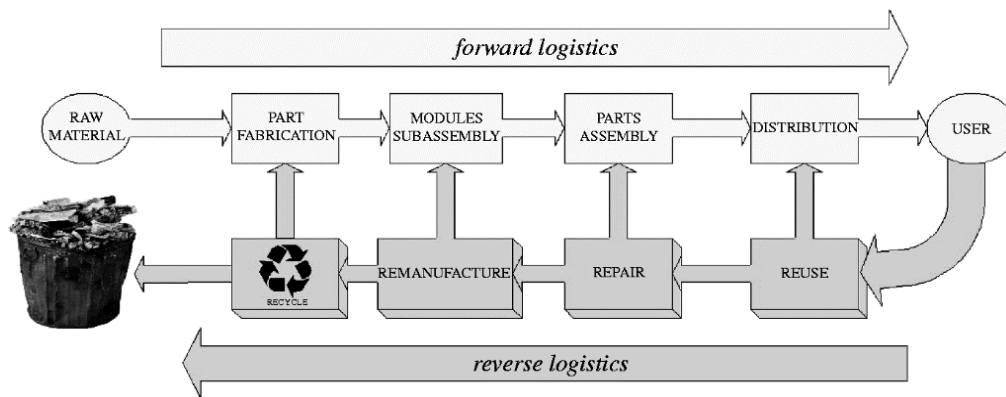 forward logistics
RAW
MATERIAL
PART
FABRICATION
MODULES
SUBASSEMBLY
PARTS
ASSEMBLY
DISTRIBUTION
USER
RECYCLE
REMANUFACTURE
REPAIR
REUSE
reverse logistics